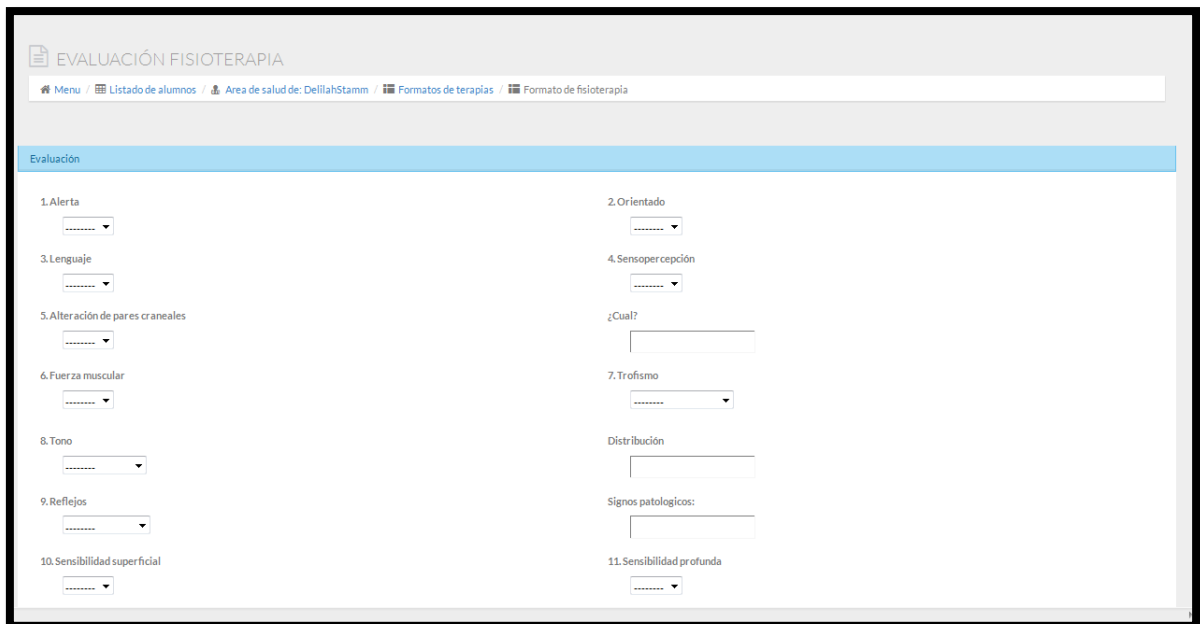 EVALUACIÓN FISIOTERAPIA
Menu / Listado de alumnos / Area de salud de: DelilahStamm / Formatos de terapias / Formato de fisioterapia
Evaluación
1. Alerta
2. Orientado
--------
--------
3. Lenguaje
4. Sensopercepción
--------
--------
5. Alteración de pares craneales
¿Cual?
--------
6. Fuerza muscular
7. Trofismo
--------
--------
8. Tono
Distribución
--------
9. Reflejos
Signos patologicos:
--------
10. Sensibilidad superficial
11. Sensibilidad profunda
--------
--------